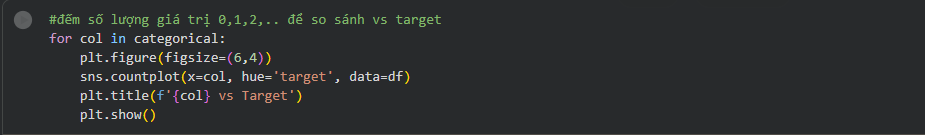 #đếm số lượng giá trị 0,1,2,.. để so sánh vs target
for col in categorical:
    plt.figure(figsize=(6,4))
    sns.countplot(x=col, hue='target', data=df)
    plt.title(f'{col} vs Target')
    plt.show()